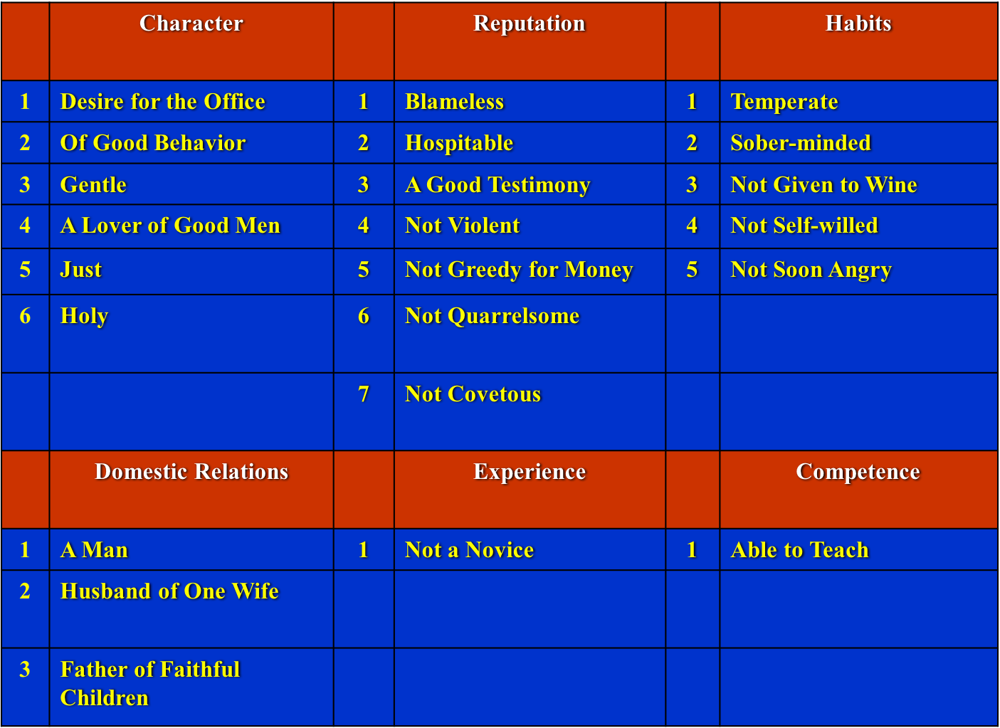 Character Reputation Habits
1 Desire for the Office 1 Blameless 1 Temperate
2 Of Good Behavior 2 Hospitable 2 Sober-minded
3 Gentle 3 A Good Testimony 3 Not Given to Wine
4 A Lover of Good Men 4 Not Violent 4 Not Self-willed
5 Just 5 Not Greedy for Money 5 Not Soon Angry
6 Holy 6 Not Quarrelsome
7 Not Covetous
Domestic Relations Experience Competence
1 A Man 1 Not a Novice 1 Able to Teach
2 Husband of One Wife
3 Father of Faithful
Children